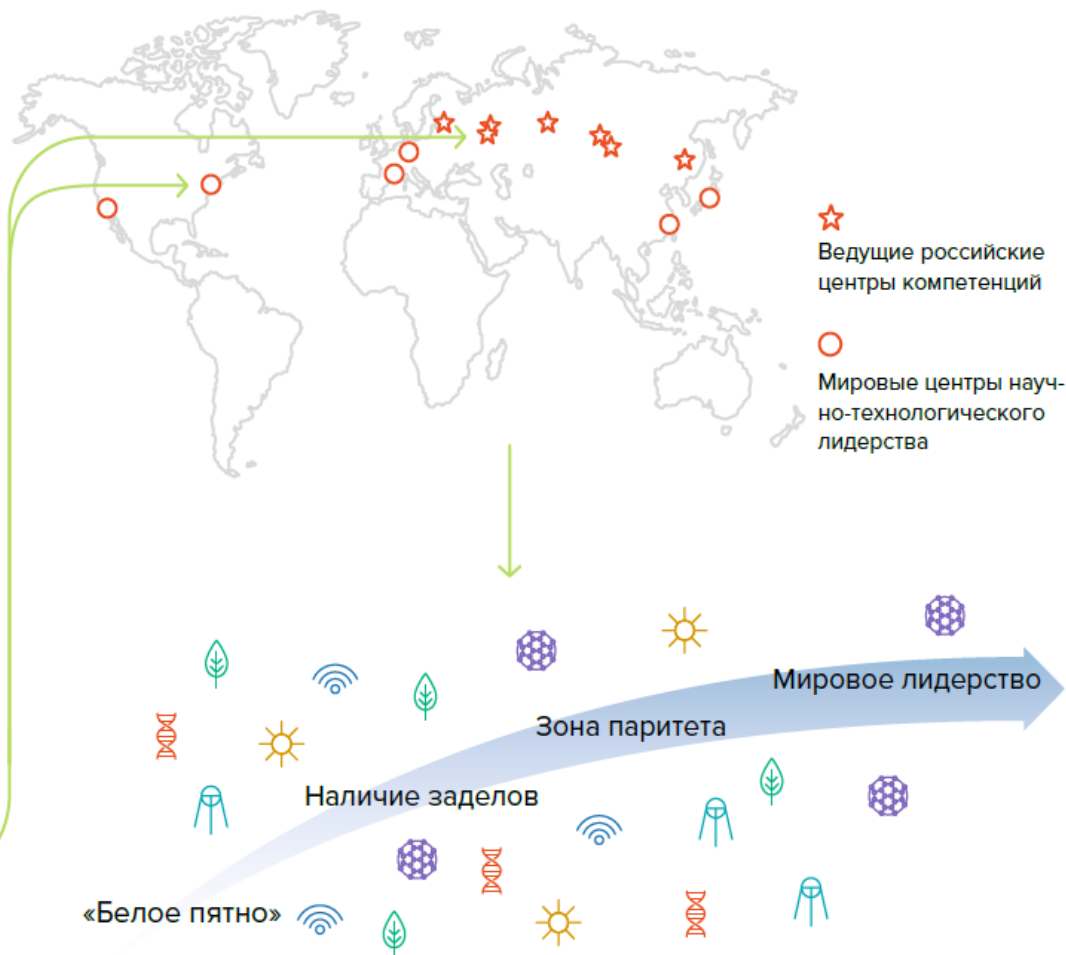 Ведущие российские
центры компетенций
Мировые центры науч-
но-технологического
лидерства
Мировое лидерство
Зона паритета
Наличие заделов
«Белое пятно»